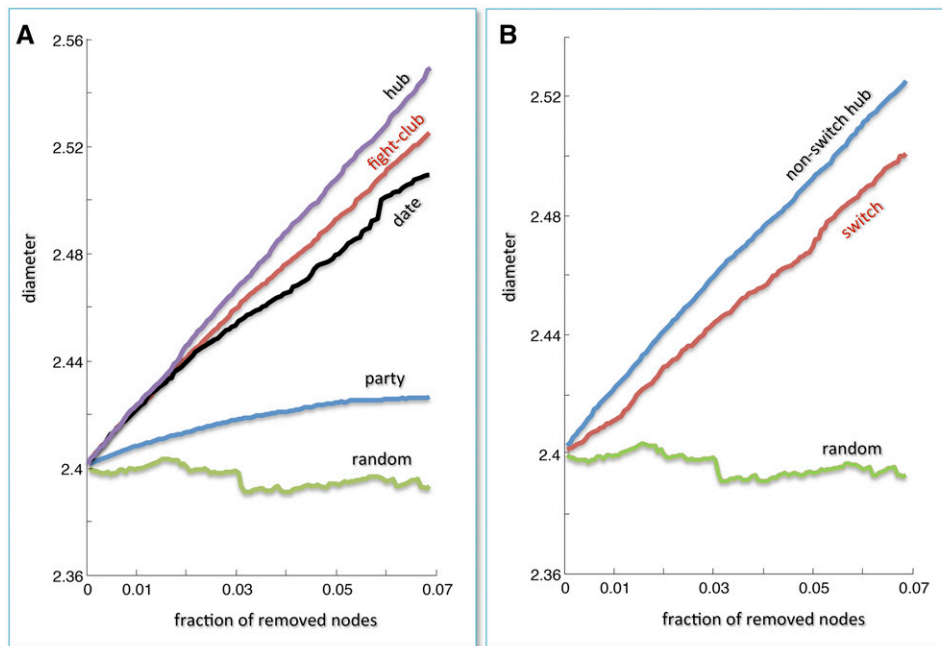 A
2.56
2.52
2.48
2.44
2.4
2.36
diameter
hub
fight-club
date
party
random
0 0.01 0.03 0.05 0.07
fraction of removed nodes
B
2.52
2.48
2.44
2.4
2.36
diameter
non-switch hub
switch
random
0 0.01 0.03 0.05 0.07
fraction of removed nodes